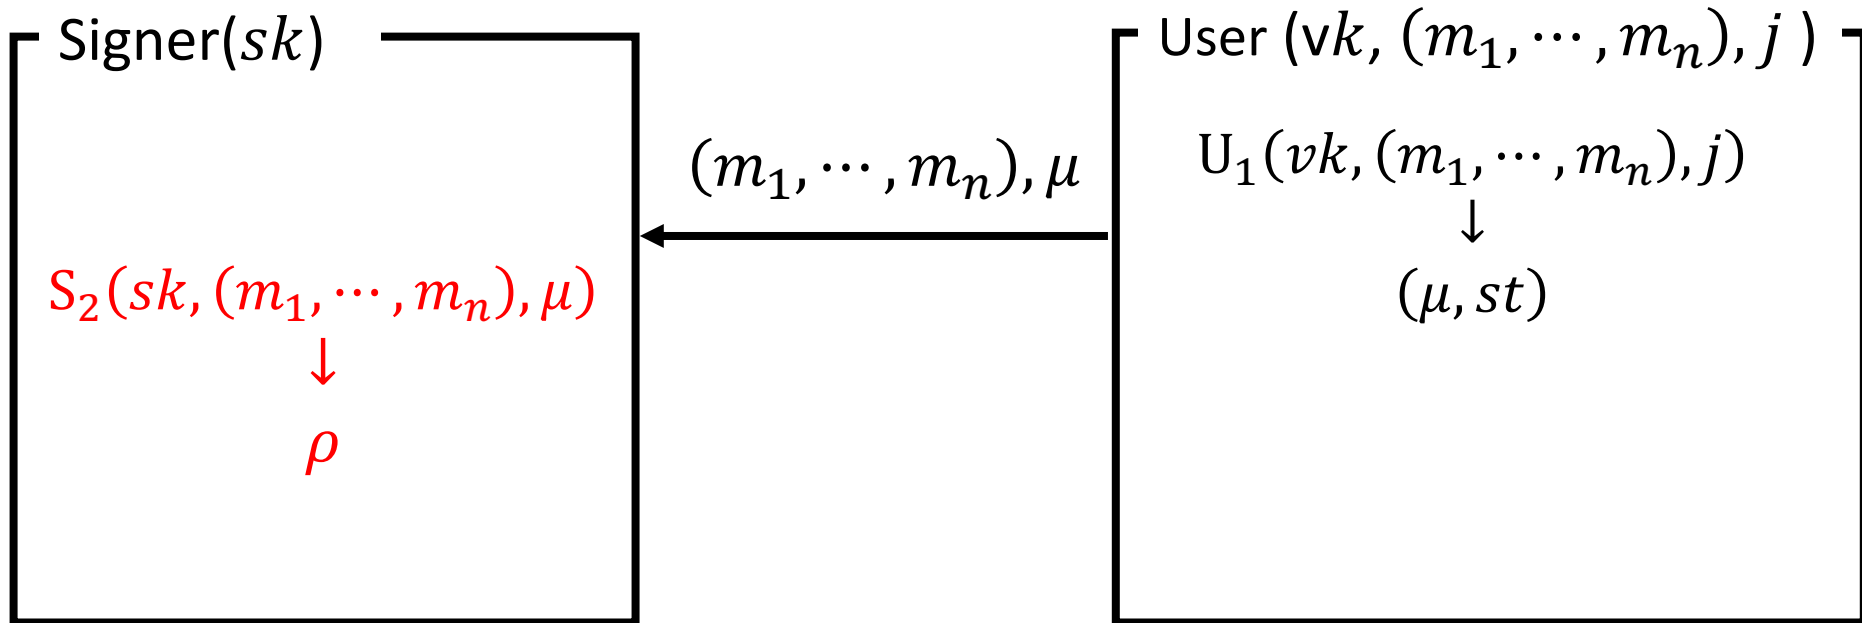 Signer(𝑠𝑘)
S₂(𝑠𝑘, (𝑚₁, ⋯ , 𝑚ₙ), 𝜇)
↓
𝜌
(𝑚₁, ⋯ , 𝑚ₙ), 𝜇
User (v𝑘, (𝑚₁, ⋯ , 𝑚ₙ), 𝑗 )
U₁(𝑣𝑘, (𝑚₁, ⋯ , 𝑚ₙ), 𝑗)
↓
(𝜇, 𝑠𝑡)